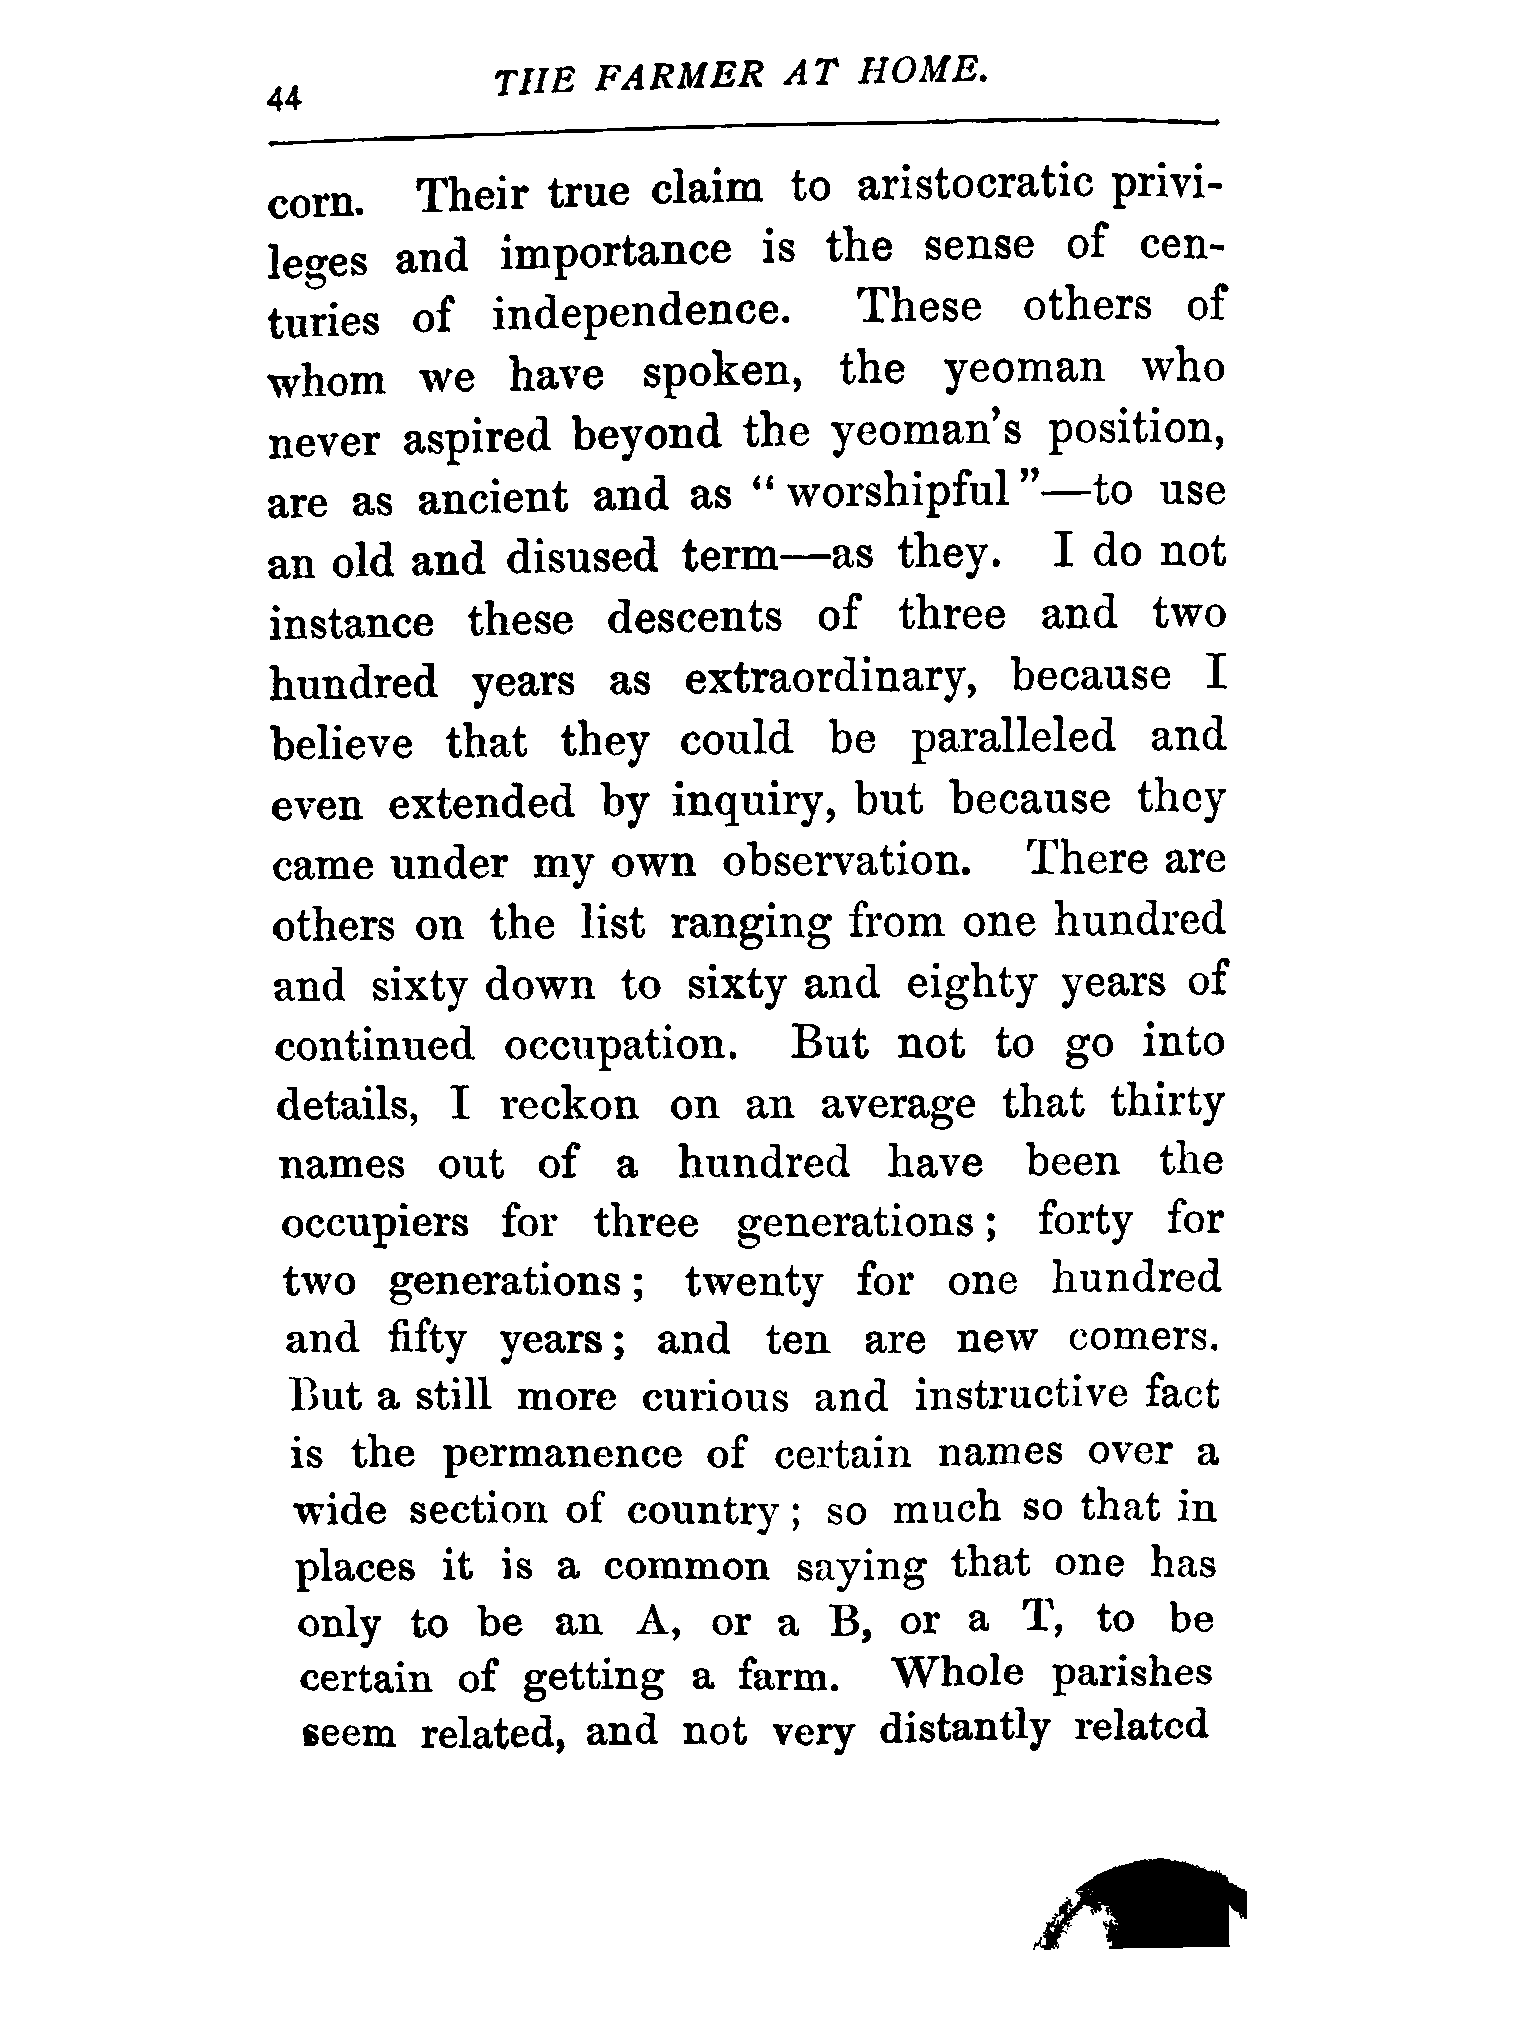 44
THE FARMER AT HOME.
corn. Their true claim to aristocratic privi-
leges and importance is the sense of cen-
turies of independence. These others of
whom we have spoken, the yeoman who
never aspired beyond the yeoman's position,
are as ancient and as “worshipful”—to use
an old and disused term—as they. I do not
instance these descents of three and two
hundred years as extraordinary, because I
believe that they could be paralleled and
even extended by inquiry, but because they
came under my own observation. There are
others on the list ranging from one hundred
and sixty down to sixty and eighty years of
continued occupation. But not to go into
details, I reckon on an average that thirty
names out of a hundred have been the
occupiers for three generations; forty for
two generations; twenty for one hundred
and fifty years; and ten are new comers.
But a still more curious and instructive fact
is the permanence of certain names over a
wide section of country; so much so that in
places it is a common saying that one has
only to be an A, or a B, or a T, to be
certain of getting a farm. Whole parishes
seem related, and not very distantly related